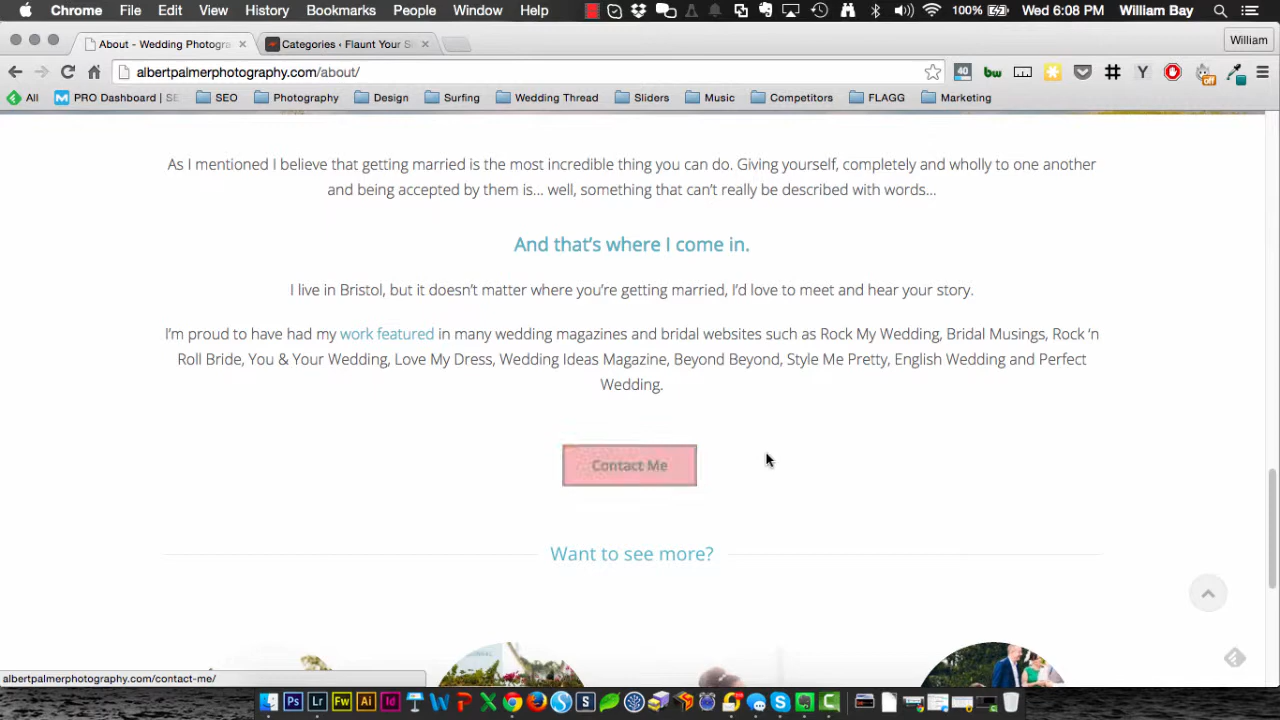 Chrome File Edit View History Bookmarks People Window Help 100% Wed 6:08 PM William Bay
About - Wedding Photogra Categories ‹ Flaunt Your S William
albertpalmerphotography.com/about/ 40 bw Y off
All PRO Dashboard | SE SEO Photography Design Surfing Wedding Thread Sliders Music Competitors FLAGG Marketing
As I mentioned I believe that getting married is the most incredible thing you can do. Giving yourself, completely and wholly to one another
and being accepted by them is... well, something that can't really be described with words...
And that's where I come in.
I live in Bristol, but it doesn't matter where you're getting married, I'd love to meet and hear your story.
I'm proud to have had my work featured in many wedding magazines and bridal websites such as Rock My Wedding, Bridal Musings, Rock 'n
Roll Bride, You & Your Wedding, Love My Dress, Wedding Ideas Magazine, Beyond Beyond, Style Me Pretty, English Wedding and Perfect
Wedding.
Contact Me
Want to see more?
albertpalmerphotography.com/contact-me/
Ps Lr Fw Ai Id